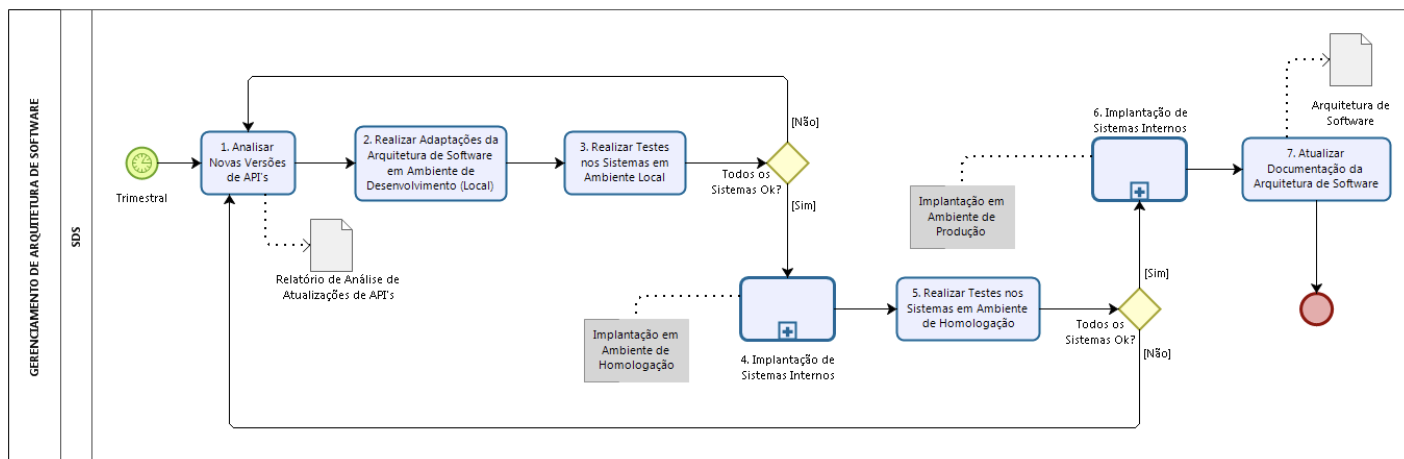 GERENCIAMENTO DE ARQUITETURA DE SOFTWARE
SDS
Trimestral
1. Analisar
Novas Versões
de API's
Relatório de Análise de
Atualizações de API's
2. Realizar Adaptações da
Arquitetura de Software
em Ambiente de
Desenvolvimento (Local)
3. Realizar Testes
nos Sistemas em
Ambiente Local
Todos os
Sistemas Ok?
[Não]
[Sim]
Implantação em
Ambiente de
Homologação
4. Implantação de
Sistemas Internos
5. Realizar Testes nos
Sistemas em Ambiente
de Homologação
Todos os
Sistemas Ok?
[Sim]
[Não]
Implantação em
Ambiente de
Produção
6. Implantação de
Sistemas Internos
7. Atualizar
Documentação da
Arquitetura de Software
Arquitetura de
Software